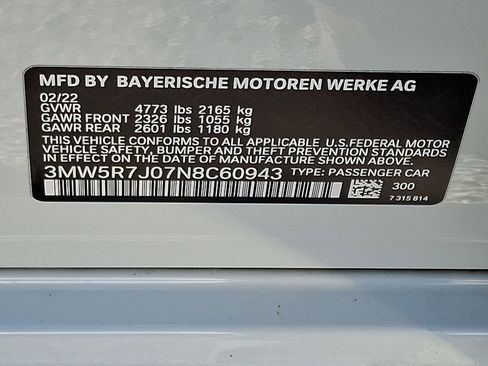 MFD BY BAYERISCHE MOTOREN WERKE AG
02/22
GVWR 4773 lbs 2165 kg
GAWR FRONT 2326 lbs 1055 kg
GAWR REAR 2601 lbs 1180 kg
THIS VEHICLE CONFORMS TO ALL APPLICABLE U.S.FEDERAL MOTOR
VEHICLE SAFETY, BUMPER AND THEFT PREVENTION STANDARDS
IN EFFECT ON THE DATE OF MANUFACTURE SHOWN ABOVE.
3MW5R7J07N8C60943 TYPE: PASSENGER CAR
300
7 315 814